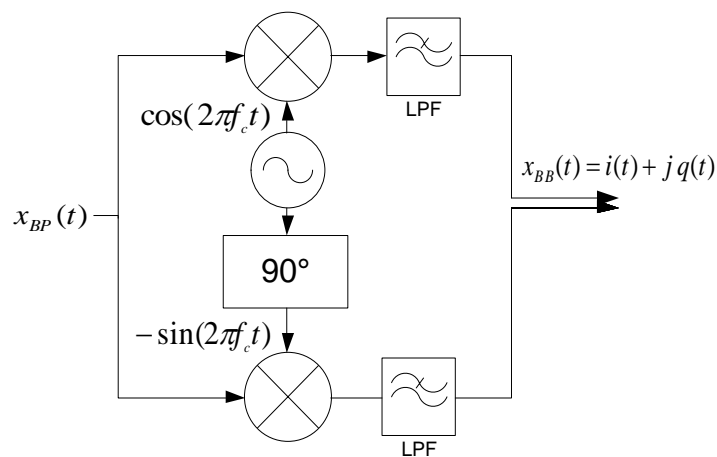 LPF
cos(2πf_c t)
x_BB(t) = i(t) + j q(t)
x_BP(t)
90°
−sin(2πf_c t)
LPF